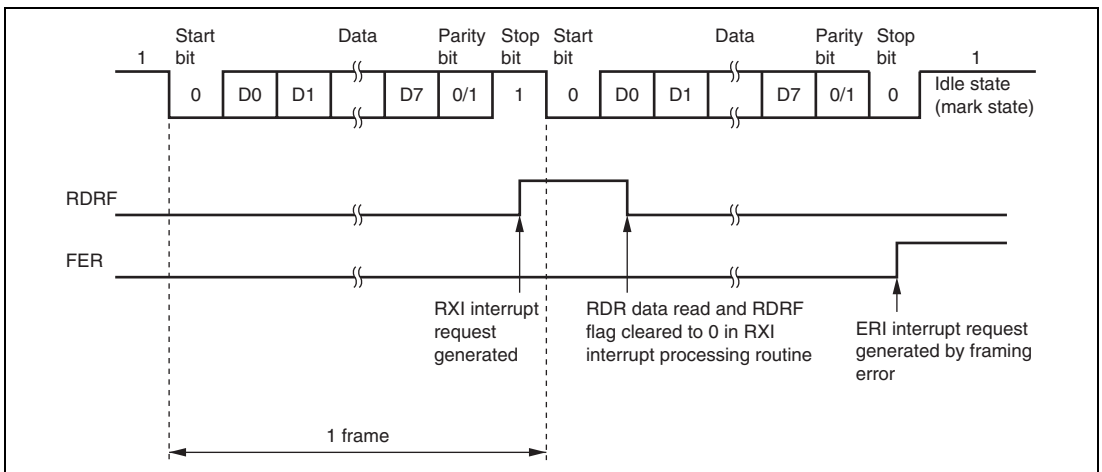 Start bit
Data
Parity bit
Stop bit
Start bit
Data
Parity bit
Stop bit
1
1
0
D0
D1
D7
0/1
1
0
D0
D1
D7
0/1
0
Idle state
(mark state)
RDRF
FER
RXI interrupt
request
generated
RDR data read and RDRF
flag cleared to 0 in RXI
interrupt processing routine
ERI interrupt request
generated by framing
error
1 frame